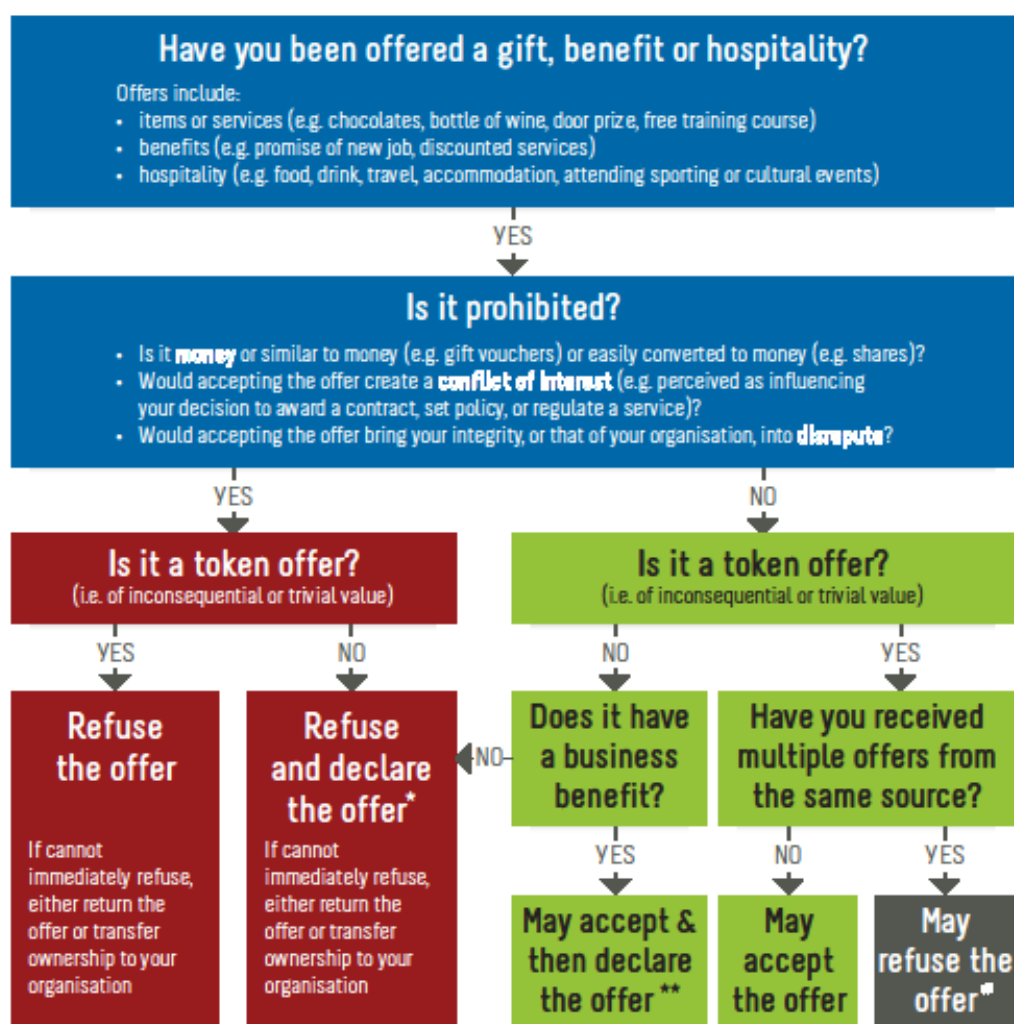 Have you been offered a gift, benefit or hospitality?
Offers include:
• items or services (e.g. chocolates, bottle of wine, door prize, free training course)
• benefits (e.g. promise of new job, discounted services)
• hospitality (e.g. food, drink, travel, accommodation, attending sporting or cultural events)
YES
Is it prohibited?
• Is it money or similar to money (e.g. gift vouchers) or easily converted to money (e.g. shares)?
• Would accepting the offer create a conflict of interest (e.g. perceived as influencing
your decision to award a contract, set policy, or regulate a service)?
• Would accepting the offer bring your integrity, or that of your organisation, into disrepute?
YES
NO
Is it a token offer?
(i.e. of inconsequential or trivial value)
Is it a token offer?
(i.e. of inconsequential or trivial value)
YES
NO
NO
YES
Refuse
the offer
If cannot
immediately refuse,
either return the
offer or transfer
ownership to your
organisation
Refuse
and declare
the offer*
If cannot
immediately refuse,
either return the
offer or transfer
ownership to your
organisation
NO
Does it have
a business
benefit?
Have you received
multiple offers from
the same source?
YES
NO
YES
May accept &
then declare
the offer **
May
accept
the offer
May
refuse the
offer